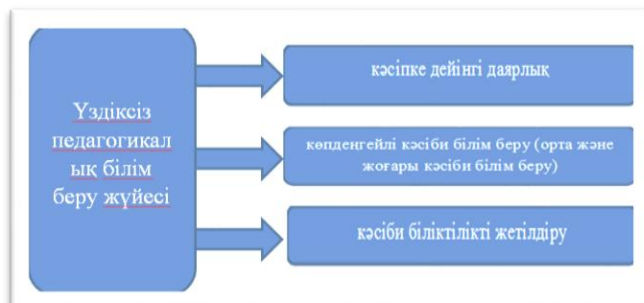 Үздіксіз
педагогикал
ық білім
беру жүйесі
кәсіпке дейінгі даярлық
көпденгейлі кәсіби білім беру (орта және
жоғары кәсіби білім беру)
кәсіби біліктілікті жетілдіру